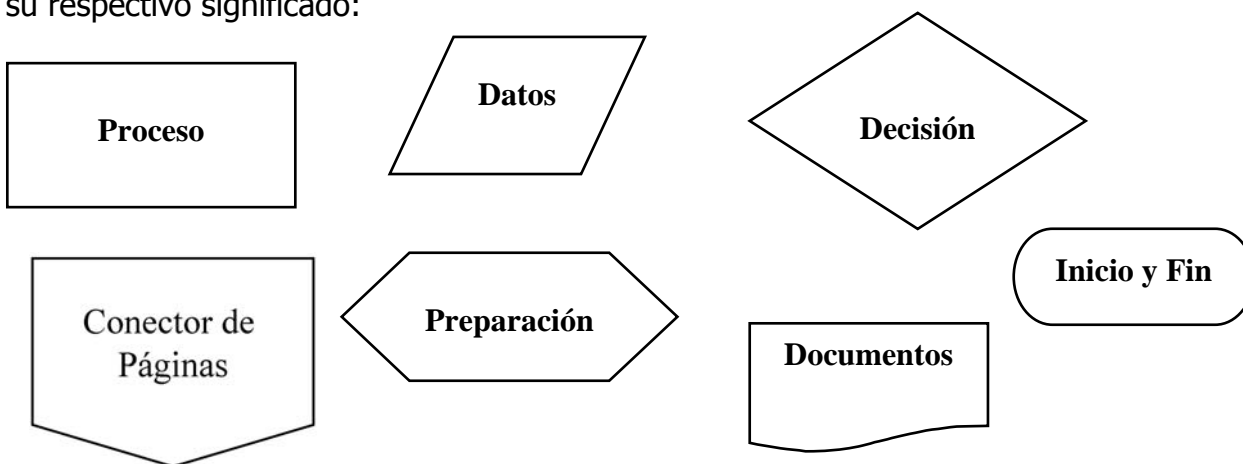 su respectivo significado:
Proceso
Datos
Decisión
Conector de
Páginas
Preparación
Inicio y Fin
Documentos